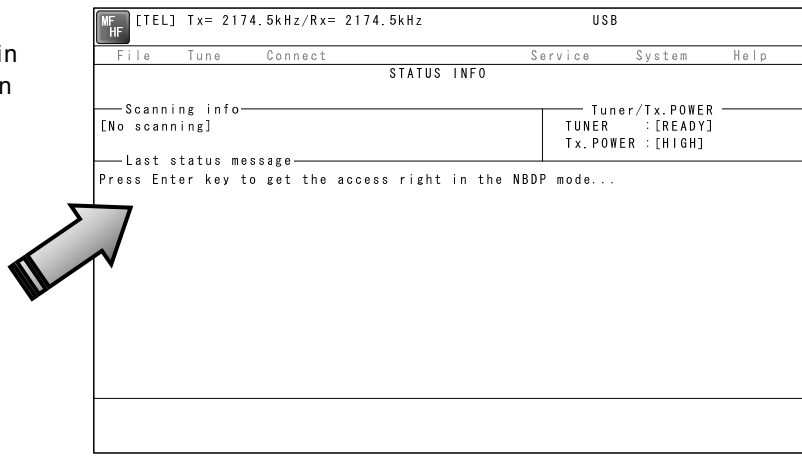 in
n
MF
HF
[TEL] Tx= 2174.5kHz/Rx= 2174.5kHz USB
File Tune Connect Service System Help
STATUS INFO
Scanning info Tuner/Tx.POWER
[No scanning] TUNER :[READY]
Tx.POWER :[HIGH]
Last status message
Press Enter key to get the access right in the NBDP mode...